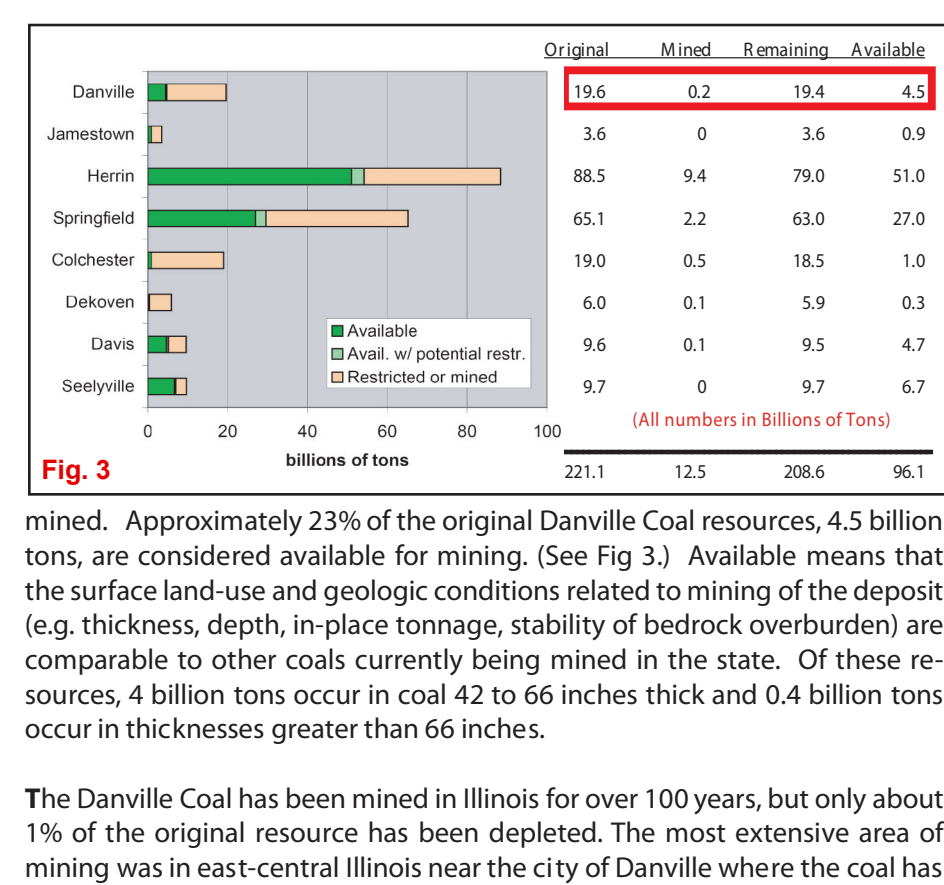 Original Mined Remaining Available
Danville 19.6 0.2 19.4 4.5
Jamestown 3.6 0 3.6 0.9
Herrin 88.5 9.4 79.0 51.0
Springfield 65.1 2.2 63.0 27.0
Colchester 19.0 0.5 18.5 1.0
Dekoven 6.0 0.1 5.9 0.3
Davis 9.6 0.1 9.5 4.7
Seelyville 9.7 0 9.7 6.7
Available
Avail. w/ potential restr.
Restricted or mined
0 20 40 60 80 100
billions of tons
(All numbers in Billions of Tons)
Fig. 3
221.1 12.5 208.6 96.1
mined. Approximately 23% of the original Danville Coal resources, 4.5 billion
tons, are considered available for mining. (See Fig 3.) Available means that
the surface land-use and geologic conditions related to mining of the deposit
(e.g. thickness, depth, in-place tonnage, stability of bedrock overburden) are
comparable to other coals currently being mined in the state. Of these re-
sources, 4 billion tons occur in coal 42 to 66 inches thick and 0.4 billion tons
occur in thicknesses greater than 66 inches.
The Danville Coal has been mined in Illinois for over 100 years, but only about
1% of the original resource has been depleted. The most extensive area of
mining was in east-central Illinois near the city of Danville where the coal has